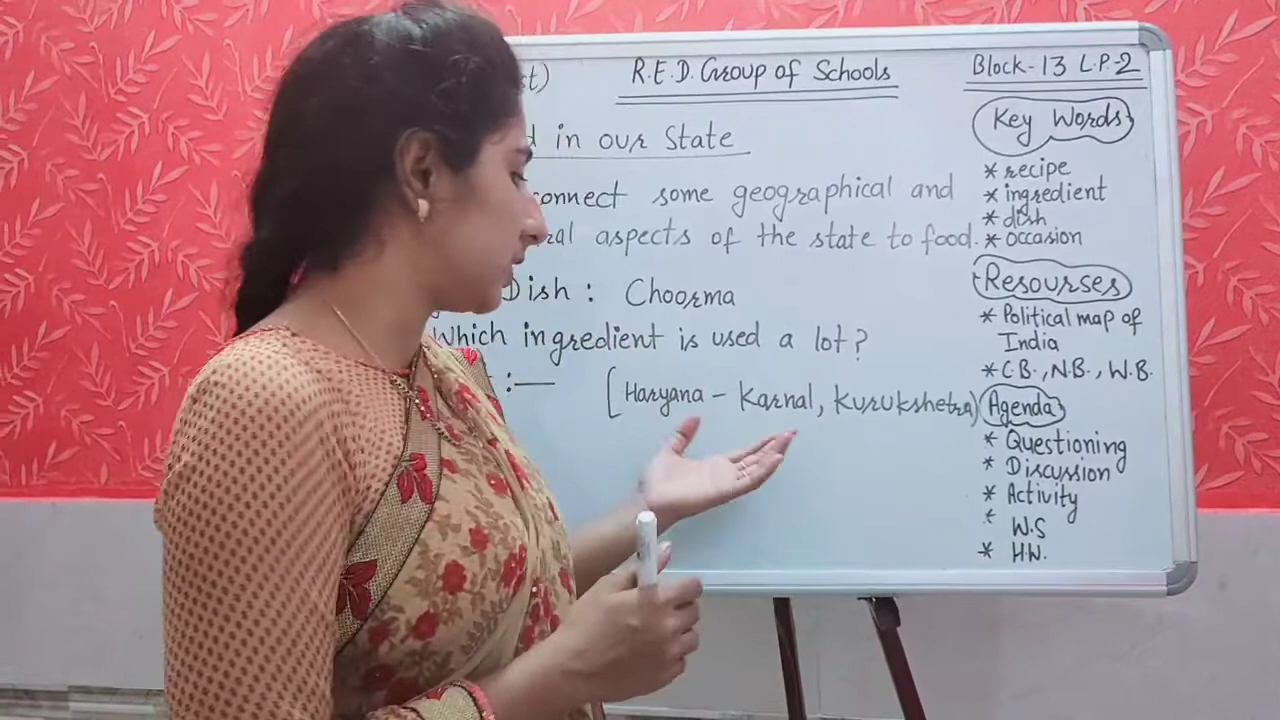 R.E.D. Group of Schools
Block-13 L.P.-2
in our State
connect some geographical and
aspects of the state to food.
Dish : Choorma
Which ingredient is used a lot?
:—
[Haryana - Karnal, Kurukshetra)
Key Words
* recipe
* ingredient
* dish
* occasion
Resourses
* Political map of
India
* C.B., N.B., W.B.
Agenda
* Questioning
* Discussion
* Activity
* W.S
* H.W.